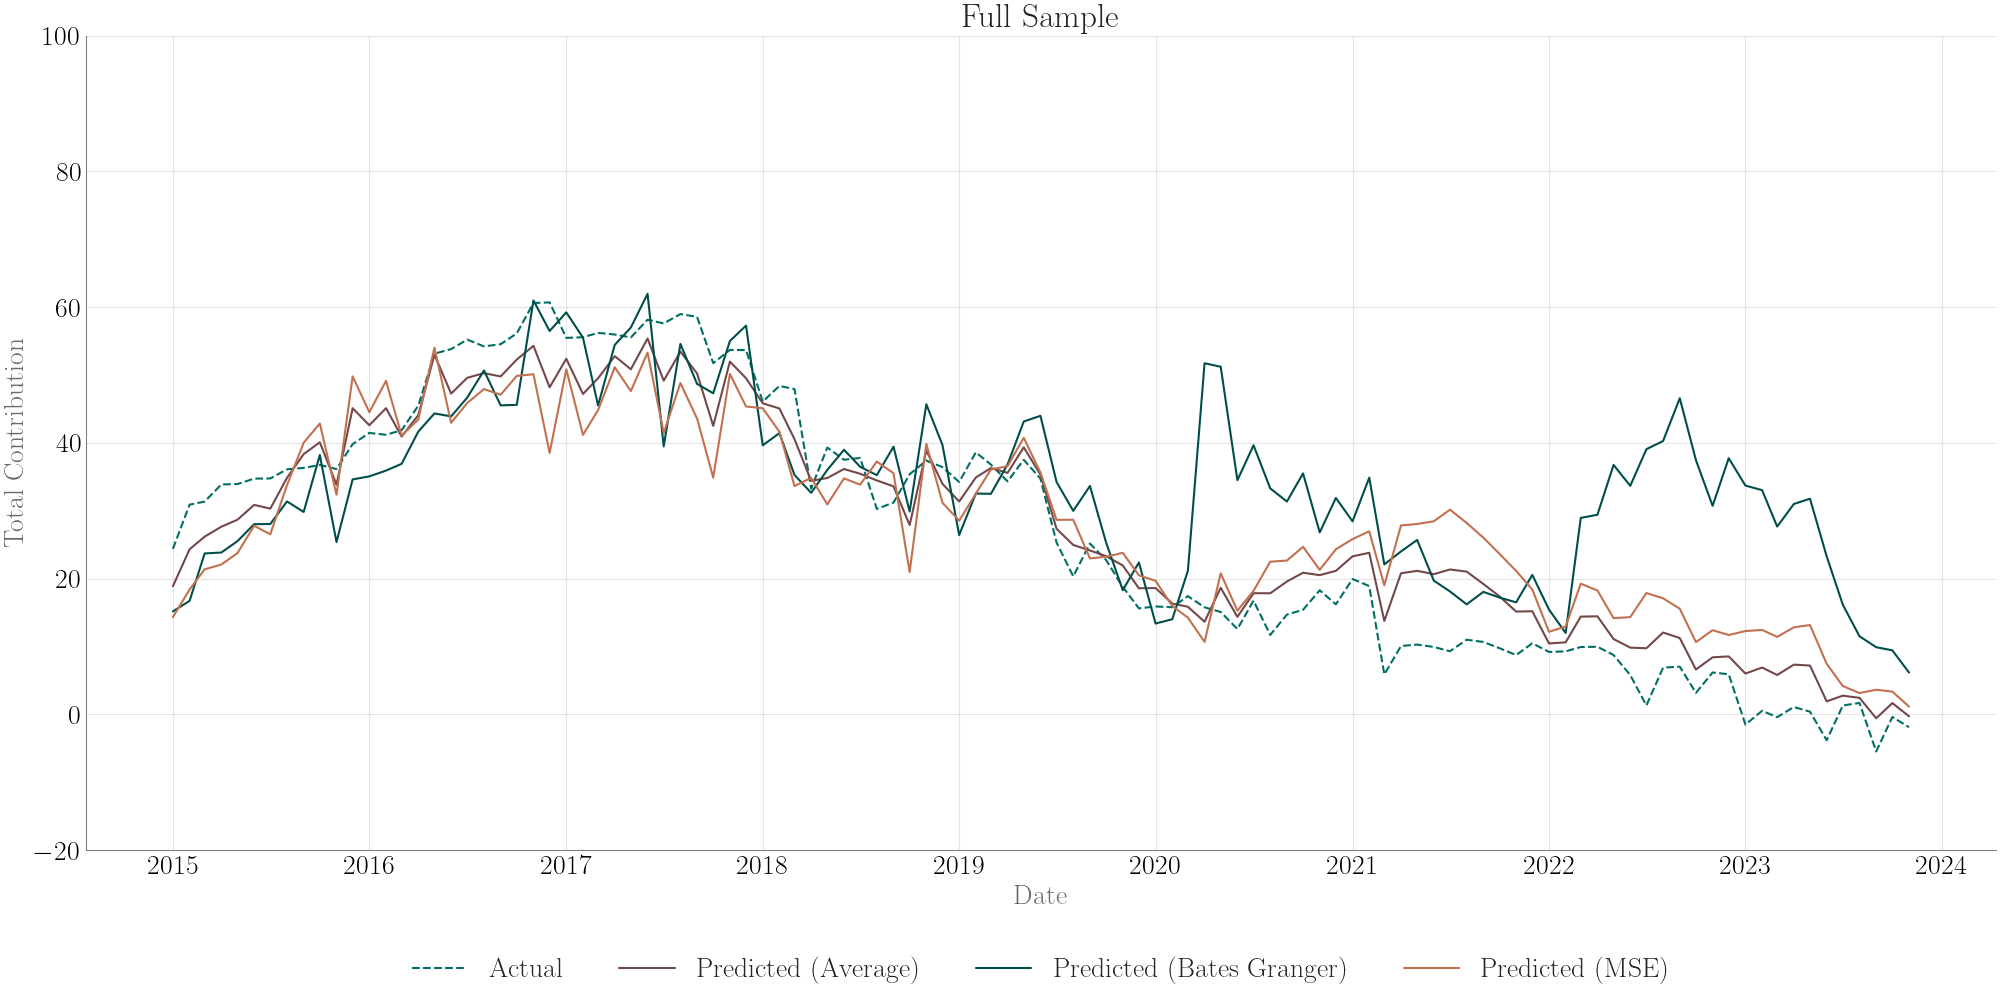 Full Sample
100
80
60
40
20
0
−20
Total Contribution
2015 2016 2017 2018 2019 2020 2021 2022 2023 2024
Date
Actual Predicted (Average) Predicted (Bates Granger) Predicted (MSE)